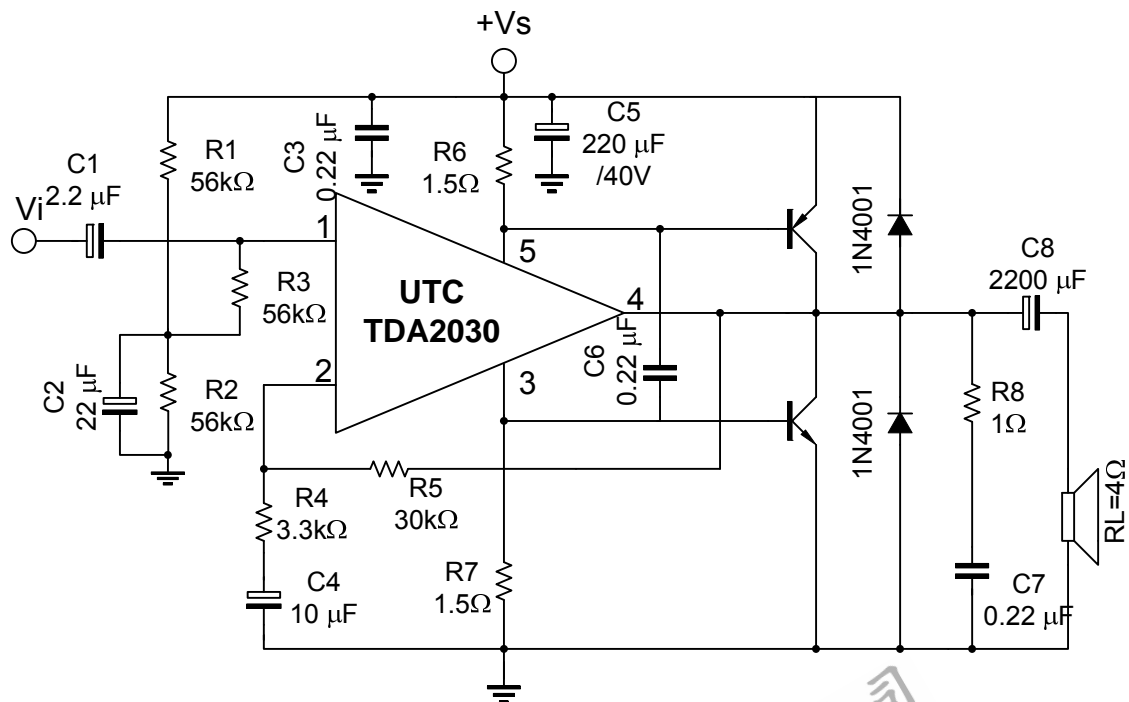 +Vs
C1
2.2 µF
Vi
R1
56kΩ
C3
0.22 µF
R6
1.5Ω
C5
220 µF
/40V
1
R3
56kΩ
UTC
TDA2030
5
4
2
3
C6
0.22 µF
1N4001
C8
2200 µF
C2
22 µF
R2
56kΩ
1N4001
R8
1Ω
R5
30kΩ
R4
3.3kΩ
C4
10 µF
R7
1.5Ω
C7
0.22 µF
RL=4Ω
司